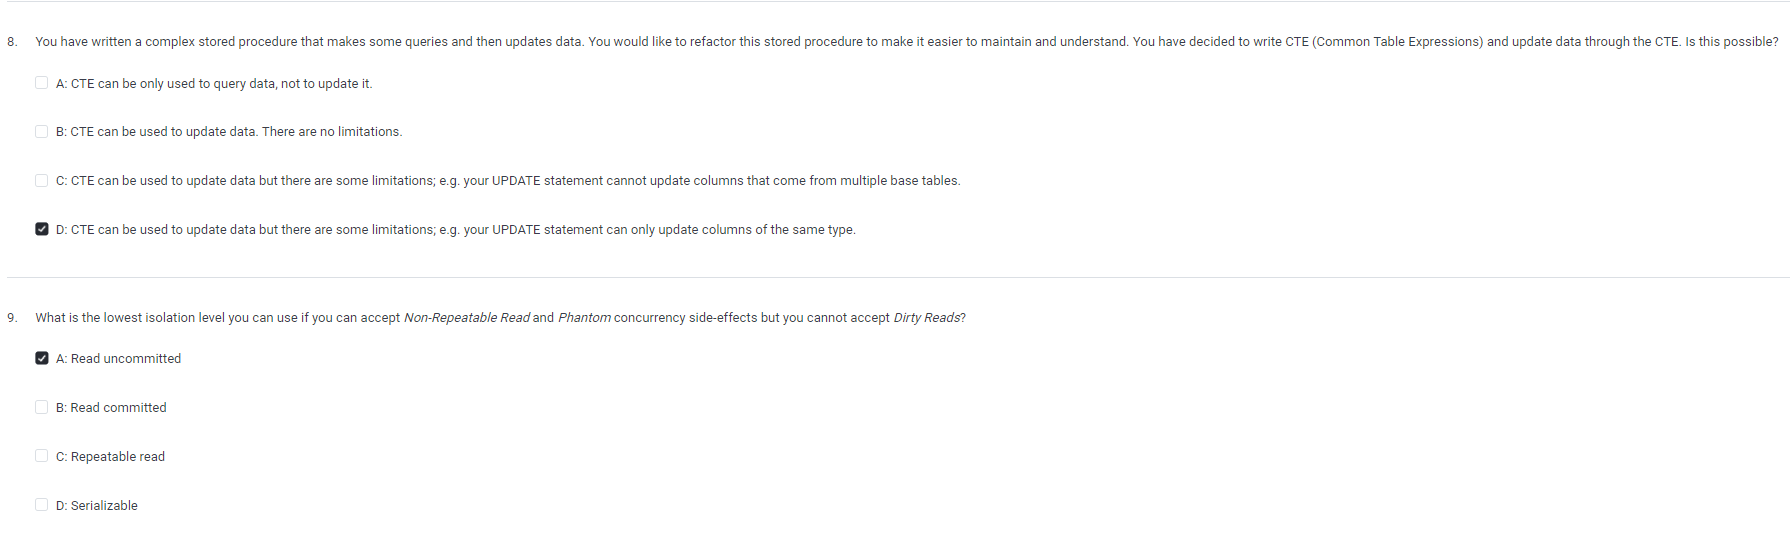 8. You have written a complex stored procedure that makes some queries and then updates data. You would like to refactor this stored procedure to make it easier to maintain and understand. You have decided to write CTE (Common Table Expressions) and update data through the CTE. Is this possible?
A: CTE can be only used to query data, not to update it.
B: CTE can be used to update data. There are no limitations.
C: CTE can be used to update data but there are some limitations; e.g. your UPDATE statement cannot update columns that come from multiple base tables.
D: CTE can be used to update data but there are some limitations; e.g. your UPDATE statement can only update columns of the same type.
9. What is the lowest isolation level you can use if you can accept Non-Repeatable Read and Phantom concurrency side-effects but you cannot accept Dirty Reads?
A: Read uncommitted
B: Read committed
C: Repeatable read
D: Serializable